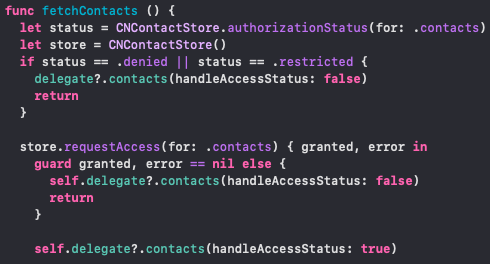 func fetchContacts () {
let status = CNContactStore.authorizationStatus(for: .contacts)
let store = CNContactStore()
if status == .denied || status == .restricted {
delegate?.contacts(handleAccessStatus: false)
return
}
store.requestAccess(for: .contacts) { granted, error in
guard granted, error == nil else {
self.delegate?.contacts(handleAccessStatus: false)
return
}
self.delegate?.contacts(handleAccessStatus: true)